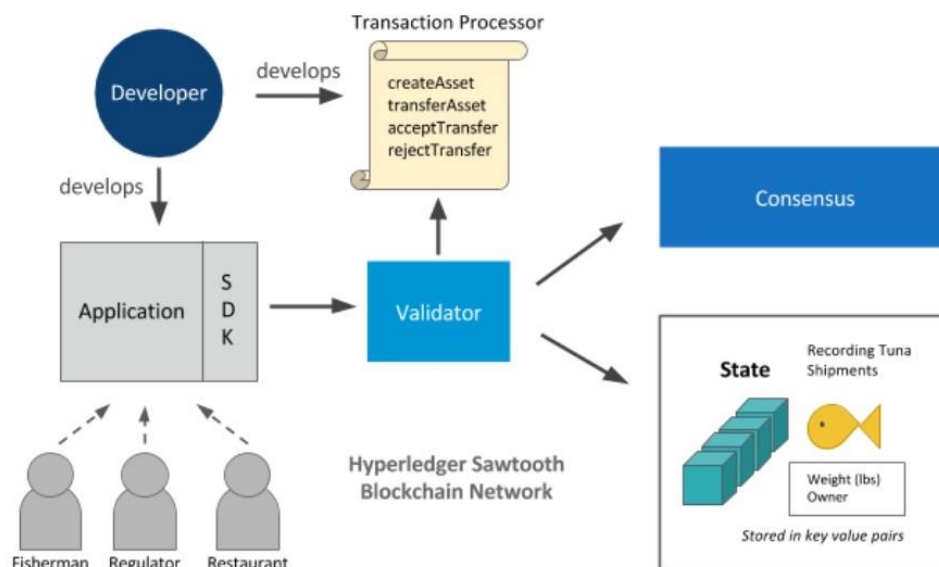 Transaction Processor
develops
Developer
createAsset
transferAsset
acceptTransfer
rejectTransfer
develops
Consensus
Application
S
D
K
Validator
State
Recording Tuna
Shipments
Hyperledger Sawtooth
Blockchain Network
Weight (lbs)
Owner
Stored in key value pairs
Fisherman
Regulator
Restaurant